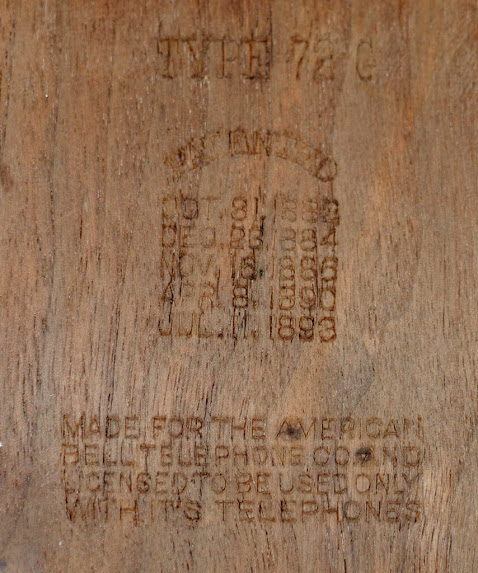 TYPE 72 G
PATENTED
OCT. 31. 1882
DEC. 23. 1884
NOV. 16. 1886
APR. 8. 1890
JUL. 11. 1893
MADE FOR THE AMERICAN
BELL TELEPHONE CO AND
LICENSED TO BE USED ONLY
WITH IT'S TELEPHONES